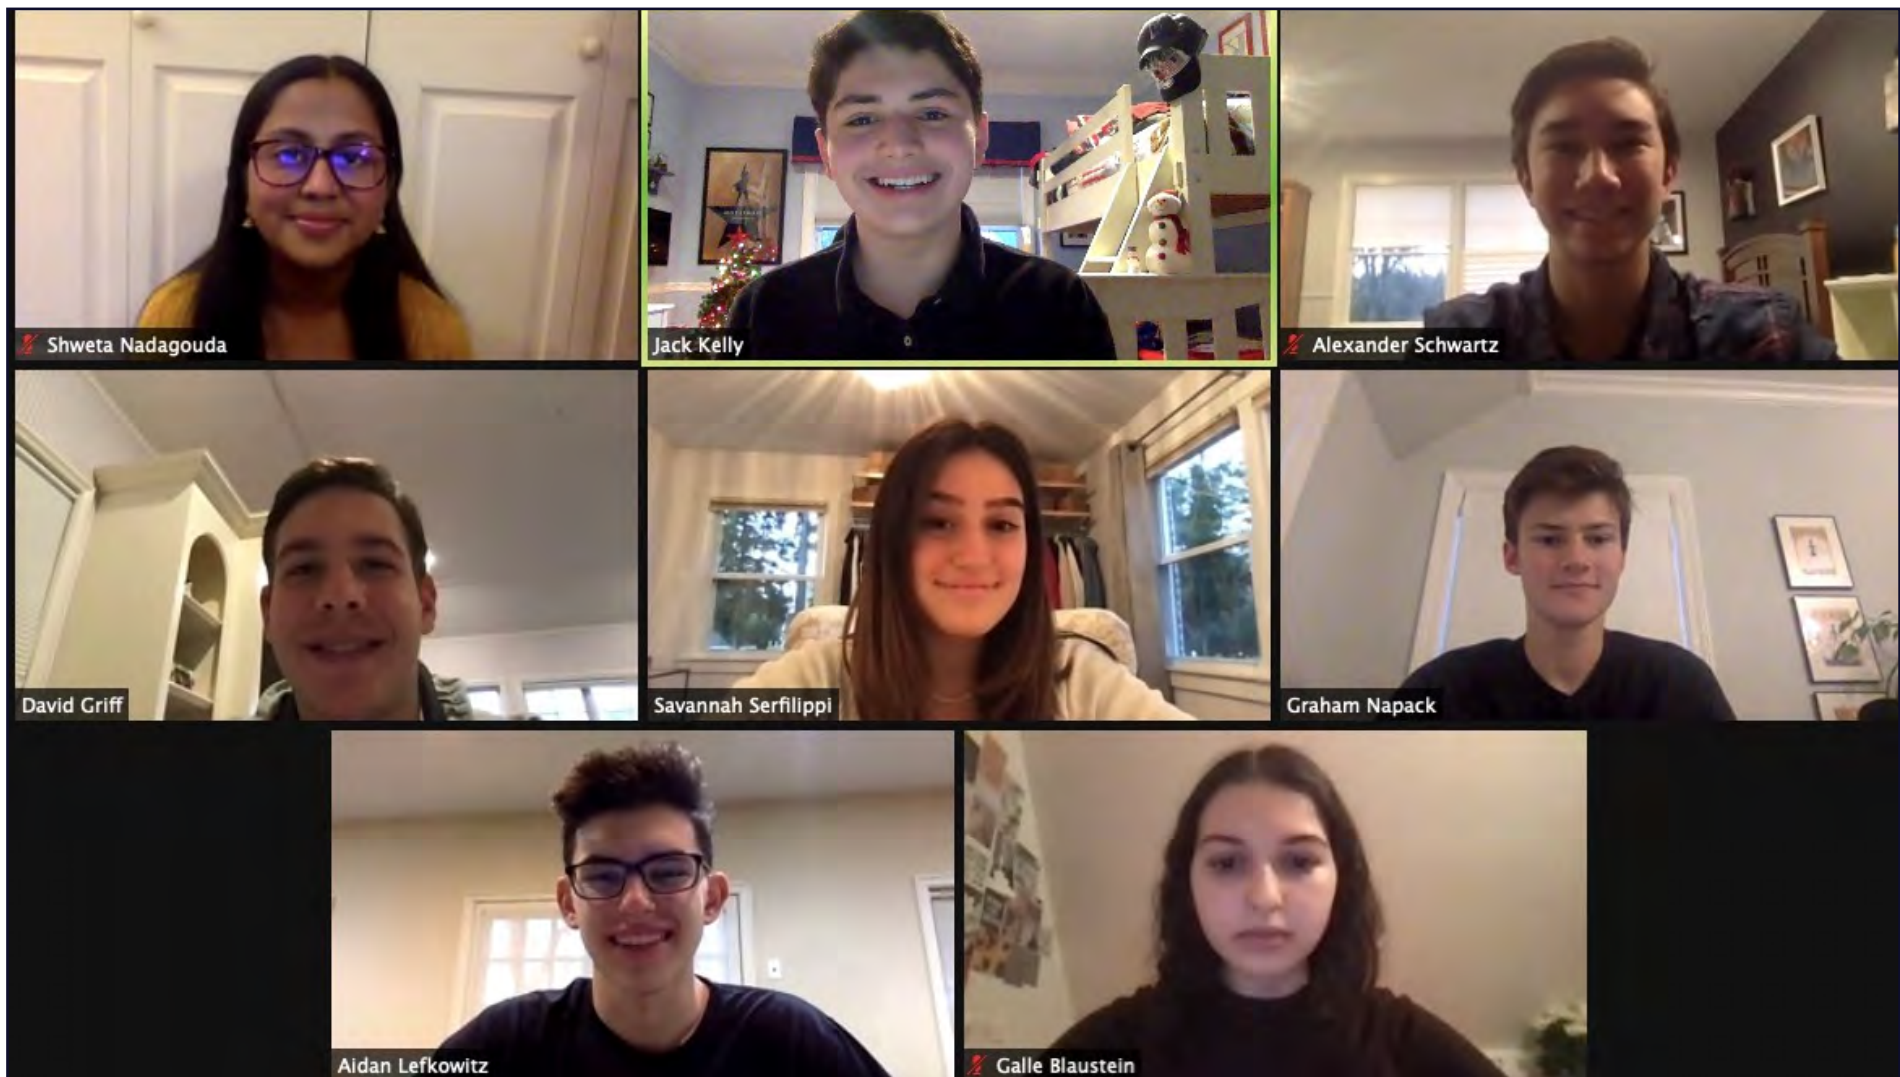 Shweta Nadagouda
Jack Kelly
Alexander Schwartz
David Griff
Savannah Serfilippi
Graham Napack
Aidan Lefkowitz
Galle Blaustein